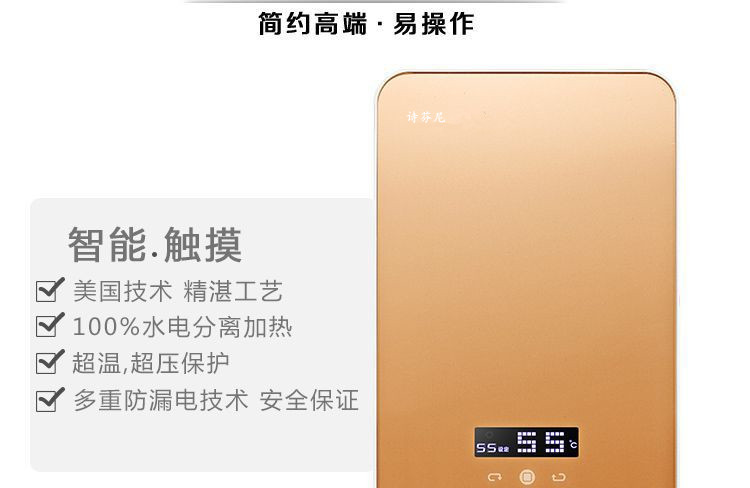 简约高端·易操作
诗芬尼
智能.触摸
美国技术 精湛工艺
100%水电分离加热
超温,超压保护
多重防漏电技术 安全保证
55设定 55℃